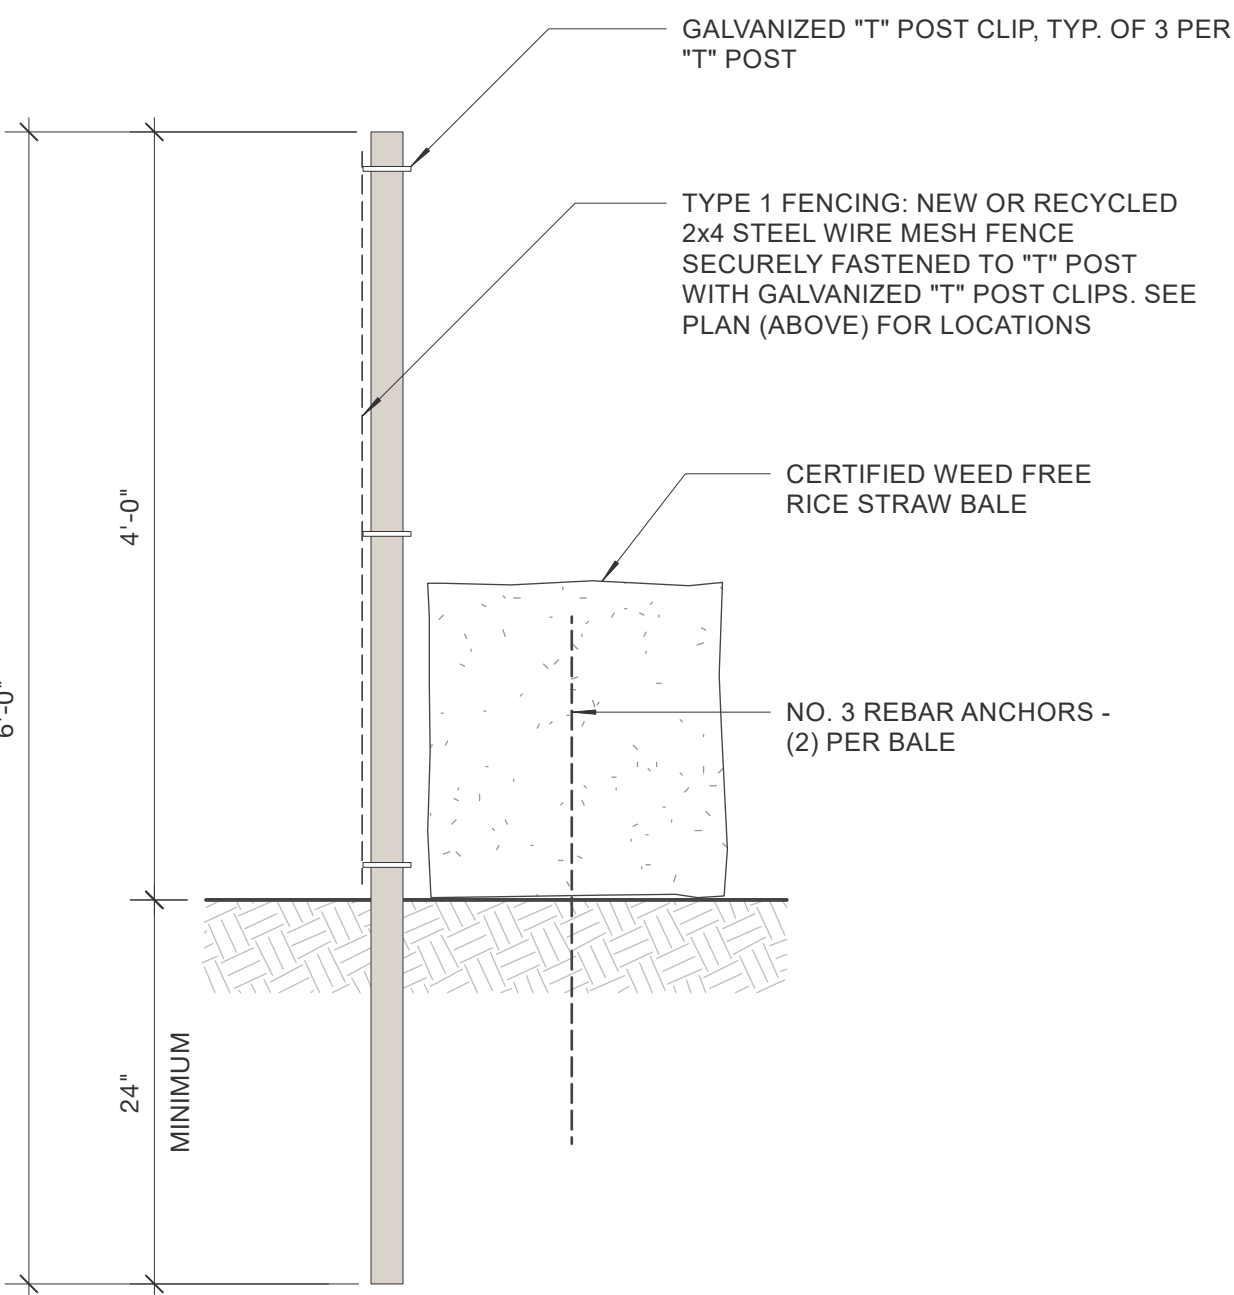 GALVANIZED "T" POST CLIP, TYP. OF 3 PER
"T" POST
TYPE 1 FENCING: NEW OR RECYCLED
2x4 STEEL WIRE MESH FENCE
SECURELY FASTENED TO "T" POST
WITH GALVANIZED "T" POST CLIPS. SEE
PLAN (ABOVE) FOR LOCATIONS
CERTIFIED WEED FREE
RICE STRAW BALE
4'-0"
6'-0"
NO. 3 REBAR ANCHORS -
(2) PER BALE
24"
MINIMUM